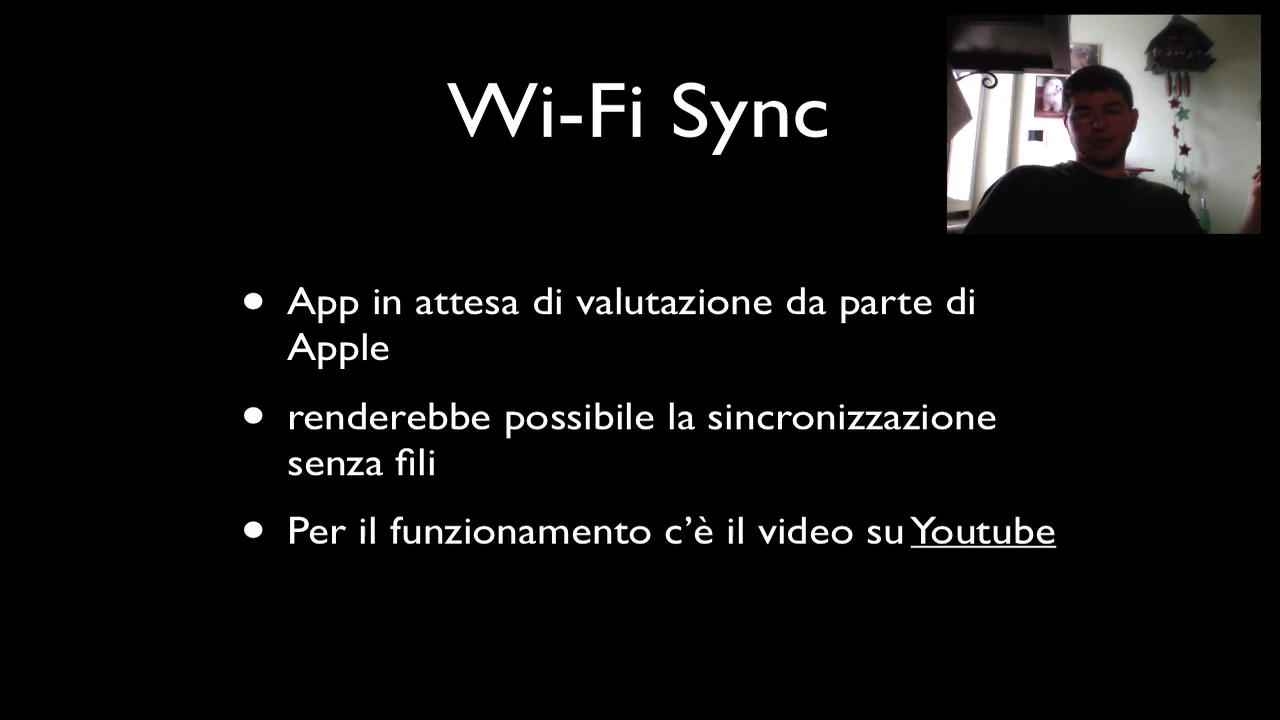 Wi-Fi Sync
• App in attesa di valutazione da parte di
Apple
• renderebbe possibile la sincronizzazione
senza fili
• Per il funzionamento c’è il video su Youtube